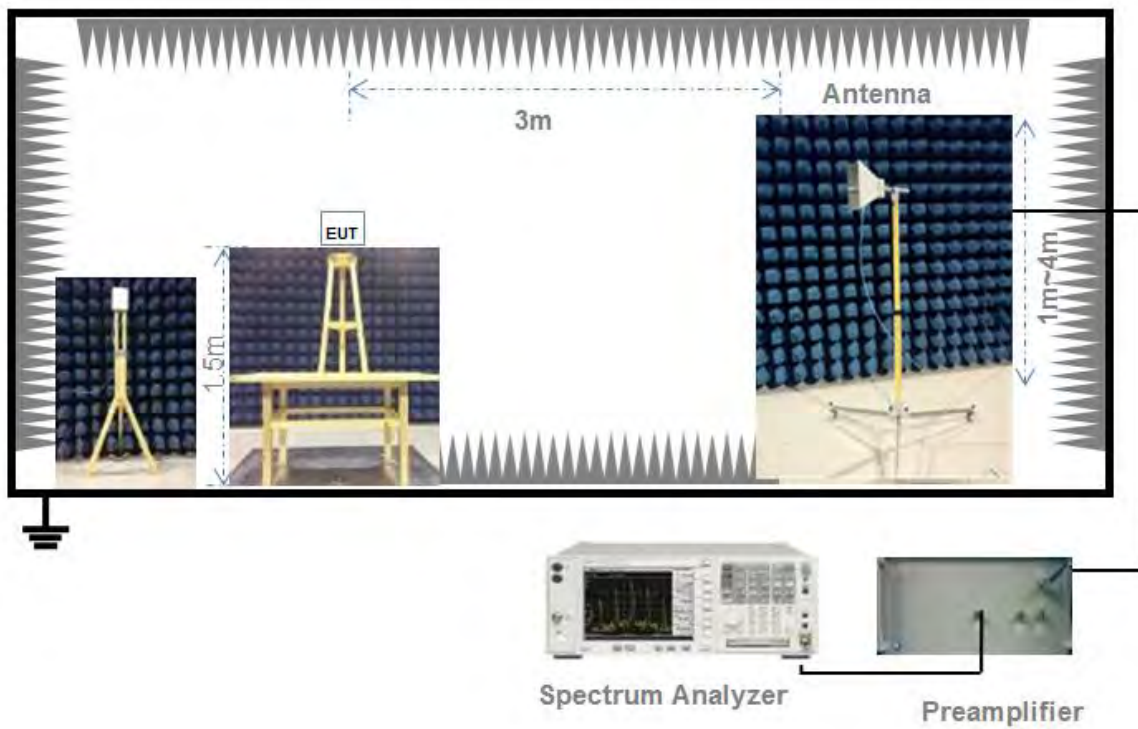 Antenna
3m
EUT
1.5m
1m~4m
Spectrum Analyzer
Preamplifier